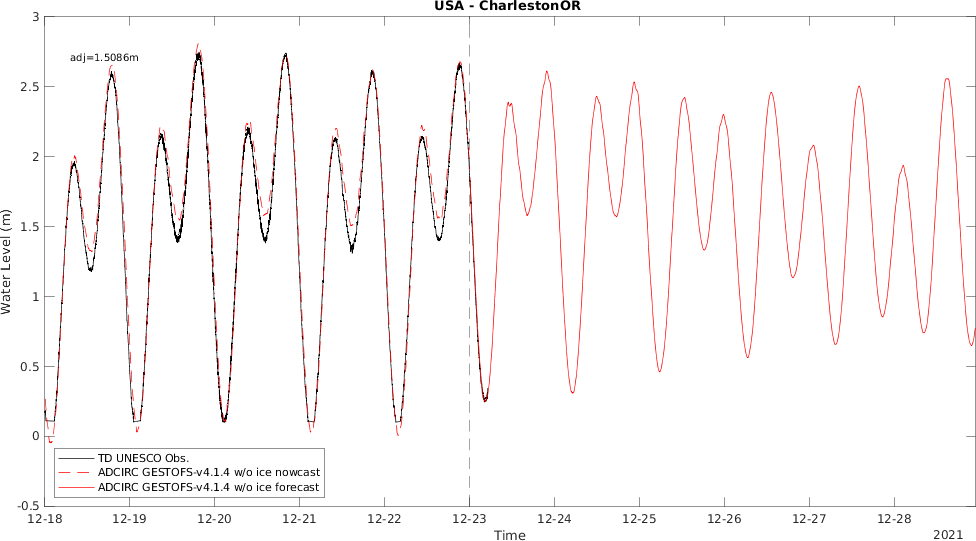 USA - CharlestonOR
adj=1.5086m
3
2.5
2
1.5
1
0.5
0
-0.5
Water Level (m)
TD UNESCO Obs.
ADCIRC GESTOFS-v4.1.4 w/o ice nowcast
ADCIRC GESTOFS-v4.1.4 w/o ice forecast
12-18 12-19 12-20 12-21 12-22 12-23 12-24 12-25 12-26 12-27 12-28
Time
2021